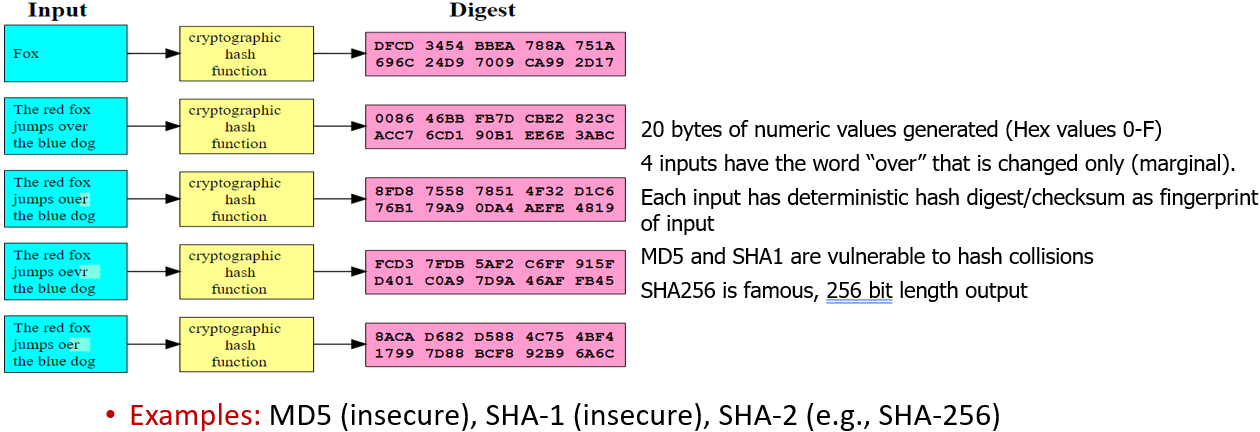 Input
Digest
Fox
cryptographic
hash
function
DFCD 3454 BBEA 788A 751A
696C 24D9 7009 CA99 2D17
The red fox
jumps over
the blue dog
cryptographic
hash
function
0086 46BB FB7D CBE2 823C
ACC7 6CD1 90B1 EE6E 3ABC
The red fox
jumps ouer
the blue dog
cryptographic
hash
function
8FD8 7558 7851 4F32 D1C6
76B1 79A9 0DA4 AEFE 4819
The red fox
jumps oevr
the blue dog
cryptographic
hash
function
FCD3 7FDB 5AF2 C6FF 915F
D401 C0A9 7D9A 46AF FB45
The red fox
jumps oer
the blue dog
cryptographic
hash
function
8ACA D682 D588 4C75 4BF4
1799 7D88 BCF8 92B9 6A6C
20 bytes of numeric values generated (Hex values 0-F)
4 inputs have the word “over” that is changed only (marginal).
Each input has deterministic hash digest/checksum as fingerprint
of input
MD5 and SHA1 are vulnerable to hash collisions
SHA256 is famous, 256 bit length output
• Examples: MD5 (insecure), SHA-1 (insecure), SHA-2 (e.g., SHA-256)